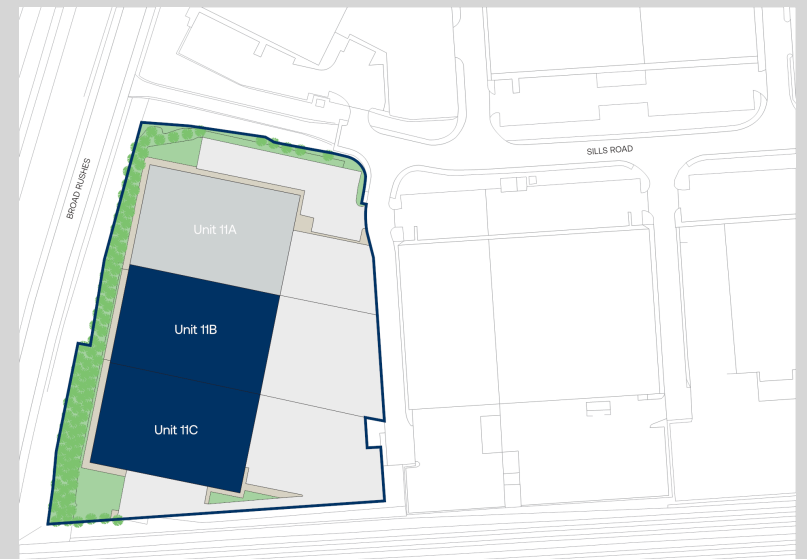 SILLS ROAD
BROAD RUSHES
Unit 11A
Unit 11B
Unit 11C